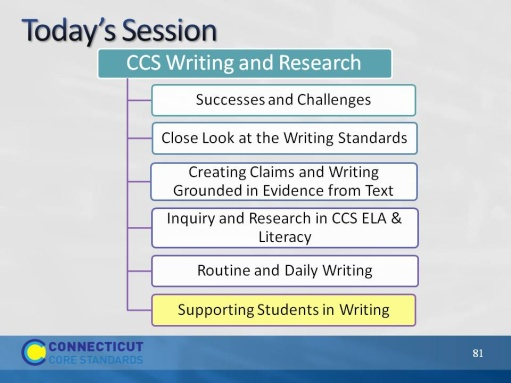 Today's Session
CCS Writing and Research
Successes and Challenges
Close Look at the Writing Standards
Creating Claims and Writing
Grounded in Evidence from Text
Inquiry and Research in CCS ELA &
Literacy
Routine and Daily Writing
Supporting Students in Writing
CONNECTICUT
CORE STANDARDS
81